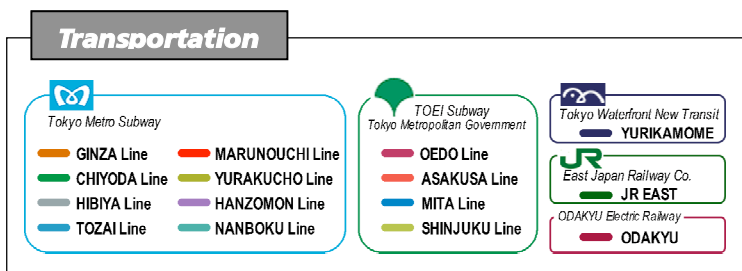 Transportation
Tokyo Metro Subway
GINZA Line
CHIYODA Line
HIBIYA Line
TOZAI Line
MARUNOUCHI Line
YURAKUCHO Line
HANZOMON Line
NANBOKU Line
TOEI Subway
Tokyo Metropolitan Government
OEDO Line
ASAKUSA Line
MITA Line
SHINJUKU Line
Tokyo Waterfront New Transit
YURIKAMOME
JR
East Japan Railway Co.
JR EAST
ODAKYU Electric Railway
ODAKYU